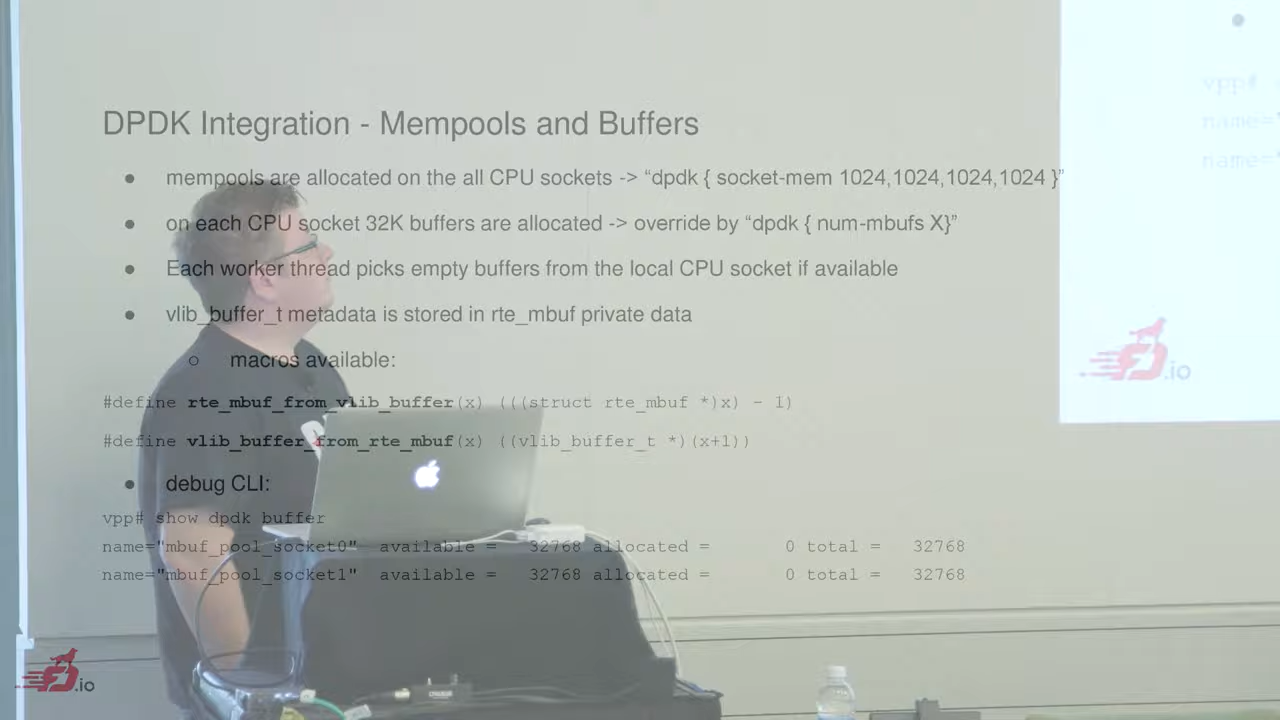 DPDK Integration - Mempools and Buffers
● mempools are allocated on the all CPU sockets -> “dpdk { socket-mem 1024,1024,1024,1024 }”
● on each CPU socket 32K buffers are allocated -> override by “dpdk { num-mbufs X}”
● Each worker thread picks empty buffers from the local CPU socket if available
● vlib_buffer_t metadata is stored in rte_mbuf private data
○ macros available:
#define rte_mbuf_from_vlib_buffer(x) (((struct rte_mbuf *)x) - 1)
#define vlib_buffer_from_rte_mbuf(x) ((vlib_buffer_t *)(x+1))
● debug CLI:
vpp# show dpdk buffer
name="mbuf_pool_socket0" available = 32768 allocated = 0 total = 32768
name="mbuf_pool_socket1" available = 32768 allocated = 0 total = 32768
vpp#
name="
name="
.io
.io